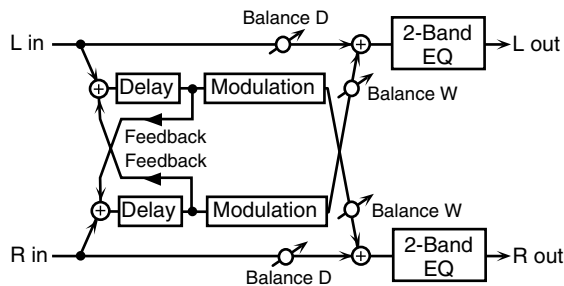 Balance D
L in
2-Band
EQ
L out
Delay
Modulation
Balance W
Feedback
Feedback
Delay
Modulation
Balance W
R in
2-Band
EQ
R out
Balance D